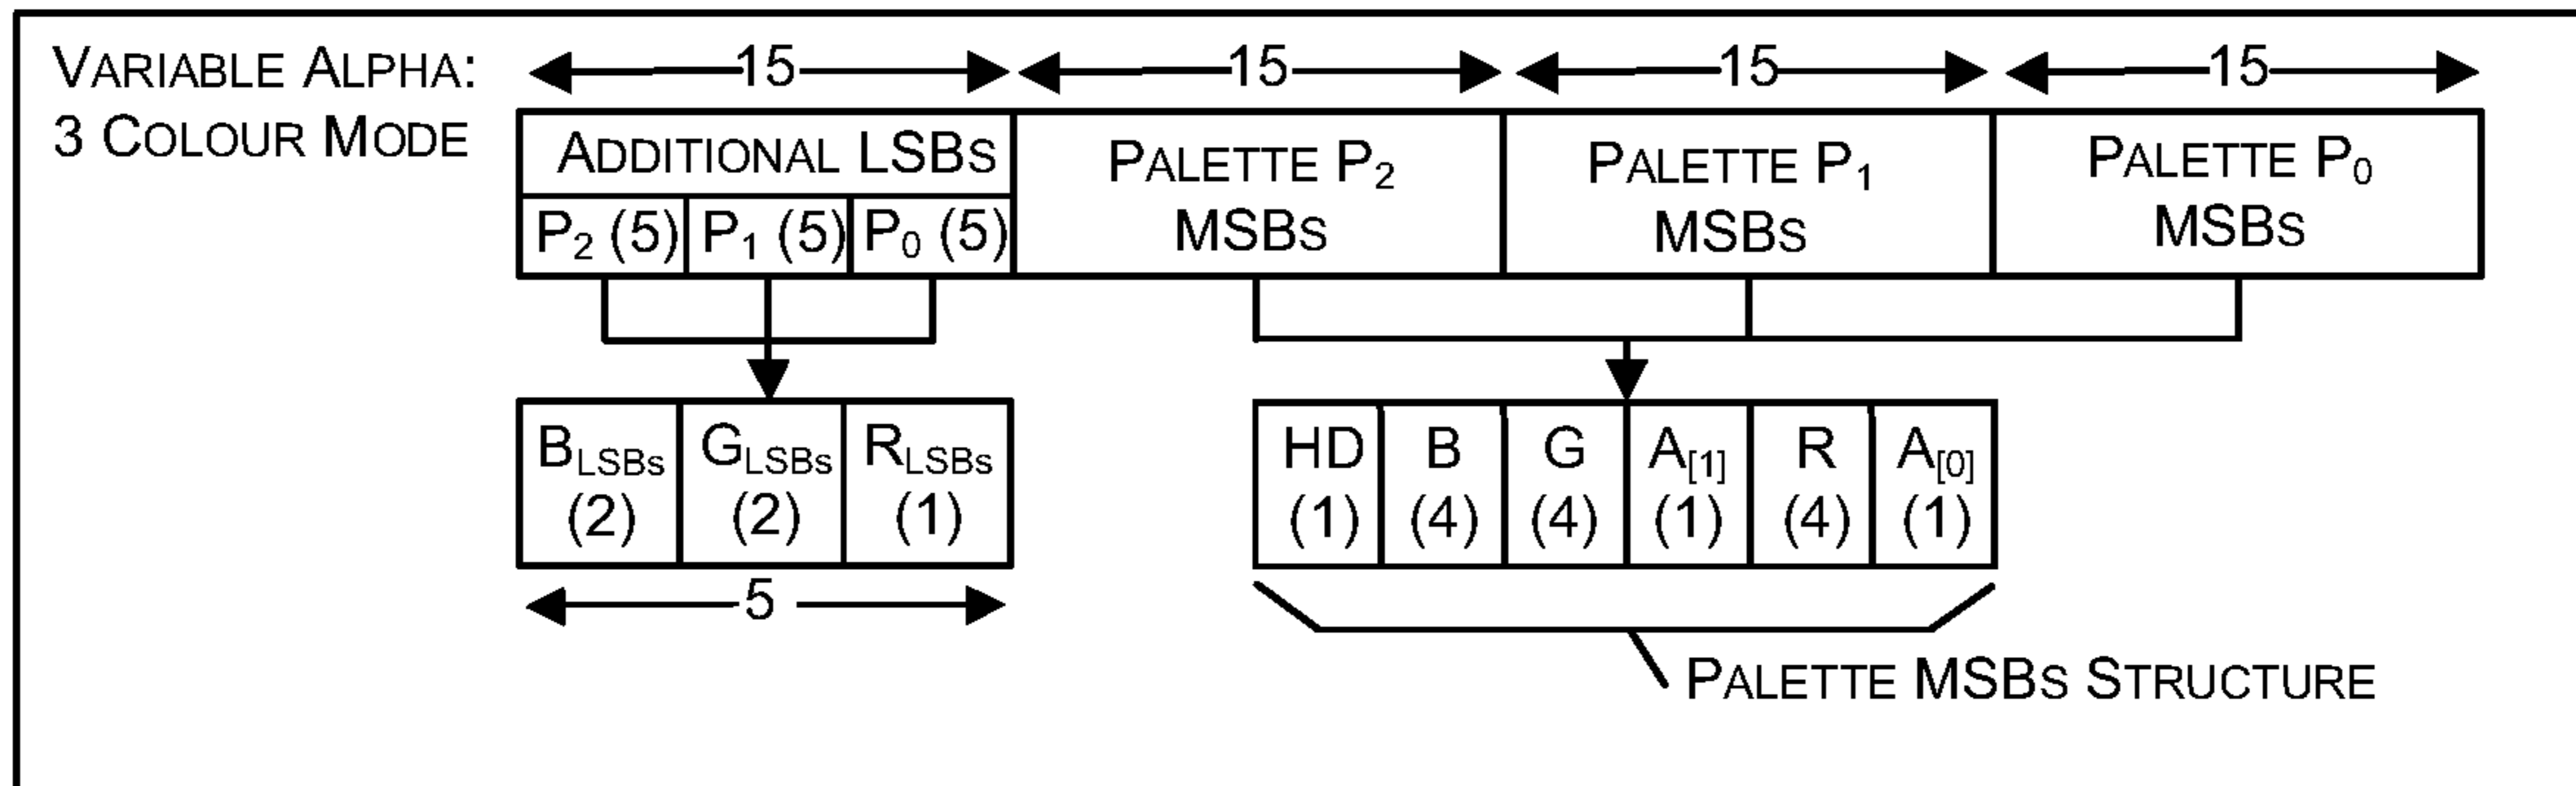 VARIABLE ALPHA:
3 COLOUR MODE
15 15 15 15
ADDITIONAL LSBS
P2 (5) P1 (5) P0 (5)
PALETTE P2
MSBS
PALETTE P1
MSBS
PALETTE P0
MSBS
BLSBs
(2)
GLSBs
(2)
RLSBs
(1)
5
HD
(1)
B
(4)
G
(4)
A[1]
(1)
R
(4)
A[0]
(1)
PALETTE MSBS STRUCTURE